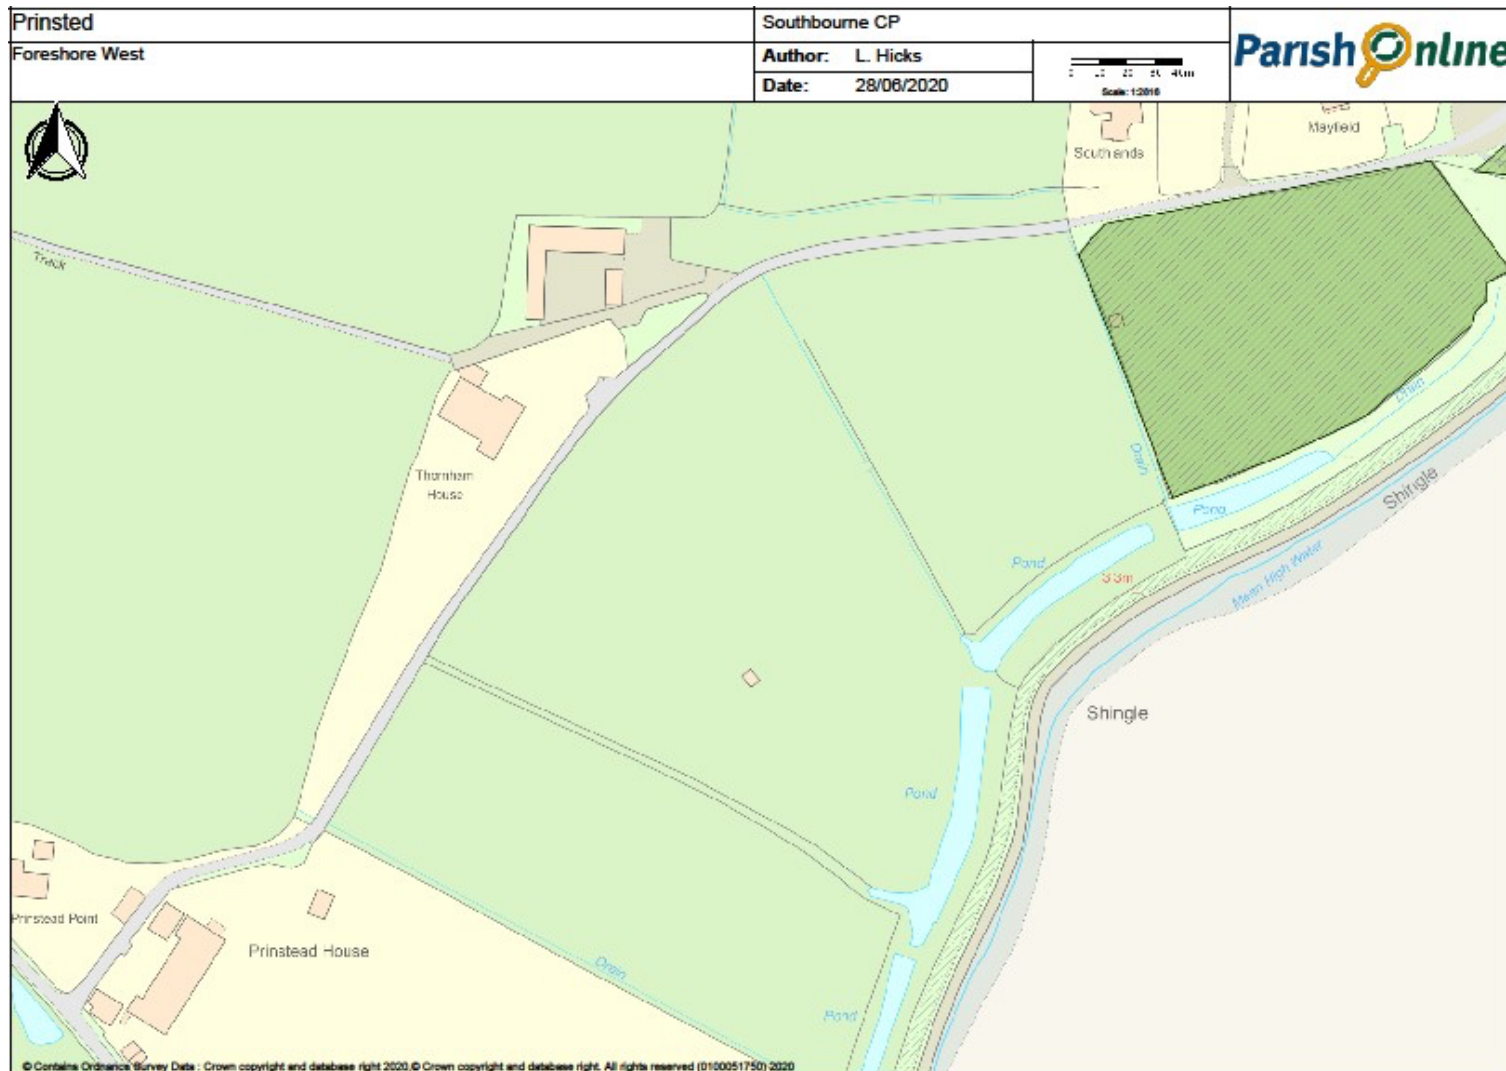 Prinsted
Southbourne CP
Parish Online
Foreshore West
Author: L. Hicks
Date: 28/06/2020
Mayfield
Southlands
Track
Thornham
House
Drain
Drain
Pond
Shingle
Pond
3.3m
Mean High Water
Shingle
Pond
Prinstead Point
Prinstead House
Drain
Pond
© Contains Ordnance Survey Data : Crown copyright and database right 2020,© Crown copyright and database right. All rights reserved (0100051750) 2020